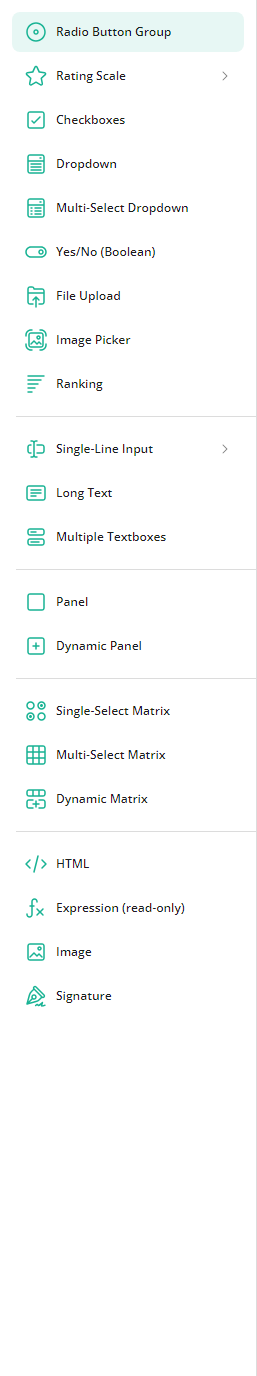 Radio Button Group
Rating Scale
Checkboxes
Dropdown
Multi-Select Dropdown
Yes/No (Boolean)
File Upload
Image Picker
Ranking
Single-Line Input
Long Text
Multiple Textboxes
Panel
Dynamic Panel
Single-Select Matrix
Multi-Select Matrix
Dynamic Matrix
HTML
Expression (read-only)
Image
Signature